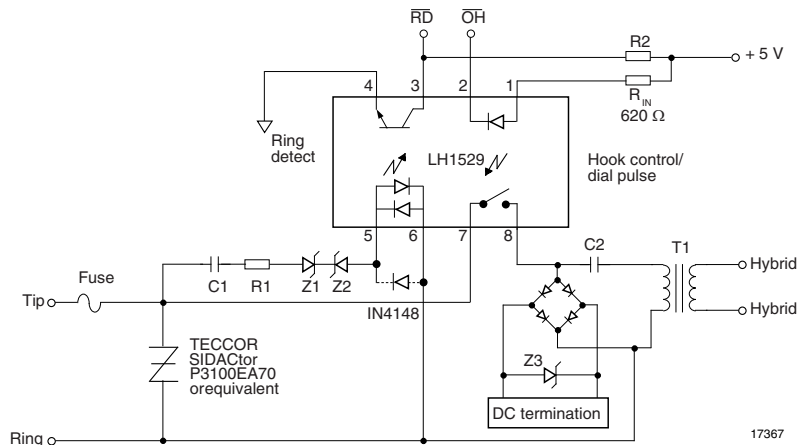 RD OH
R2
+ 5 V
4 3 2 1
R IN
620 Ω
Ring
detect
LH1529
Hook control/
dial pulse
5 6 7 8
C2
T1
Fuse
Hybrid
Tip
C1 R1 Z1 Z2
IN4148
Hybrid
TECCOR
SIDACtor
P3100EA70
orequivalent
Z3
DC termination
Ring
17367